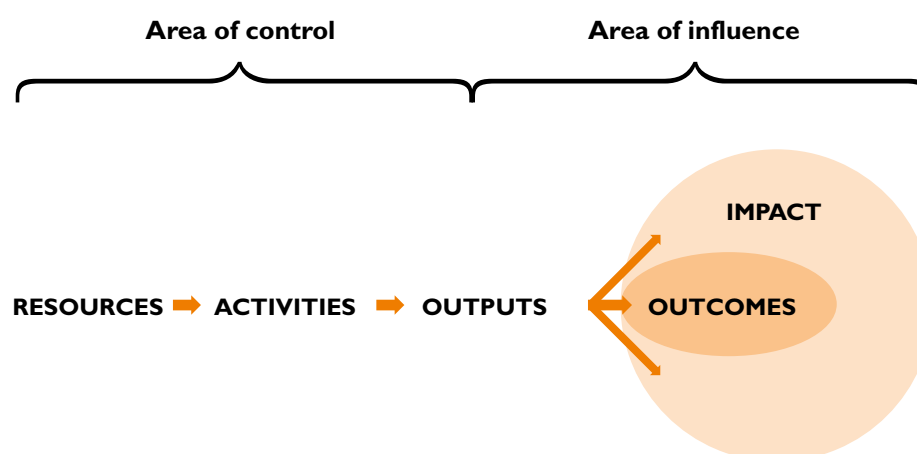 Area of control
Area of influence
IMPACT
RESOURCES ACTIVITIES OUTPUTS OUTCOMES